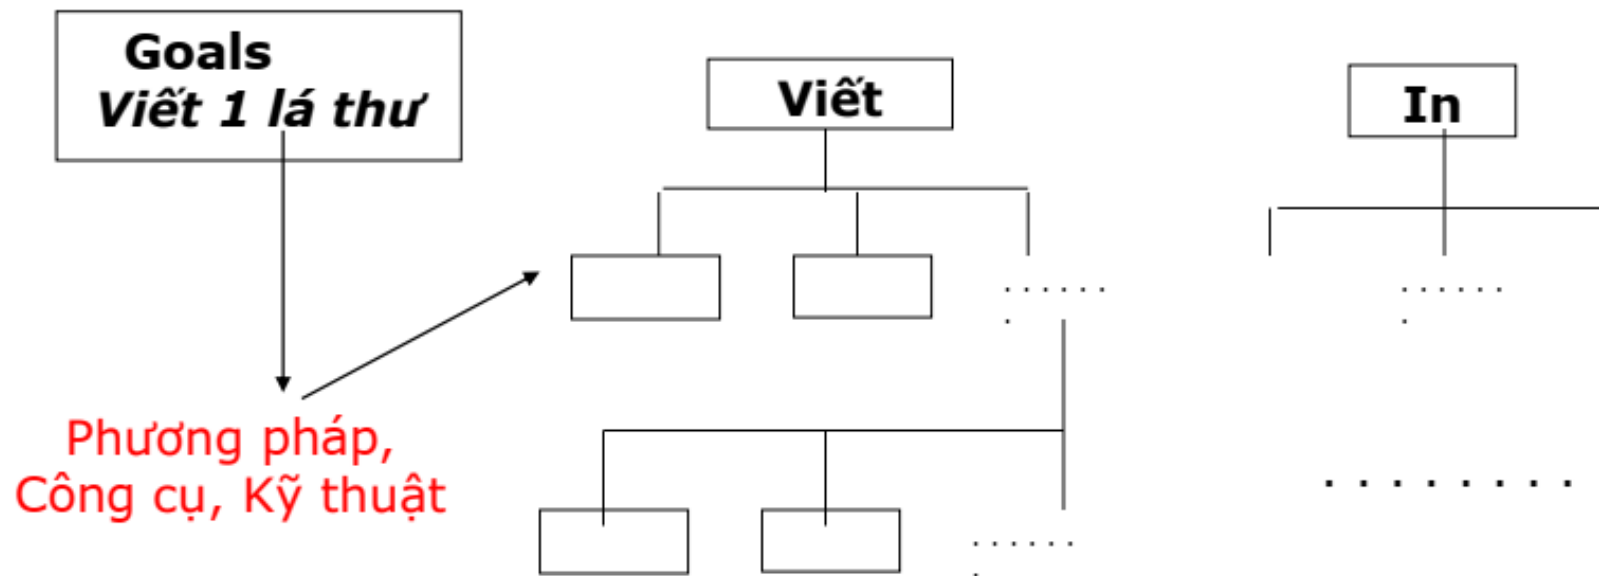 Goals
Viết 1 lá thư
Viết
In
. . . . . .
.
. . . . . .
.
Phương pháp,
Công cụ, Kỹ thuật
. . . . . . . .
. . . . . .
.